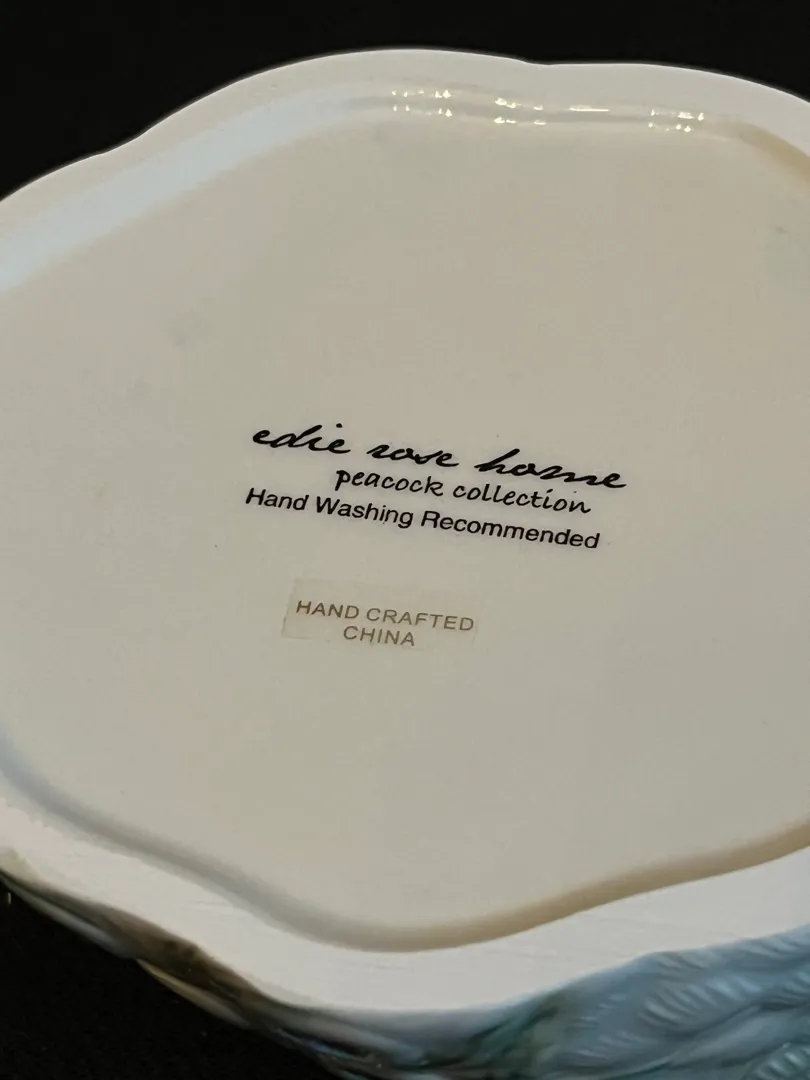 edie rose home
peacock collection
Hand Washing Recommended
HAND CRAFTED
CHINA